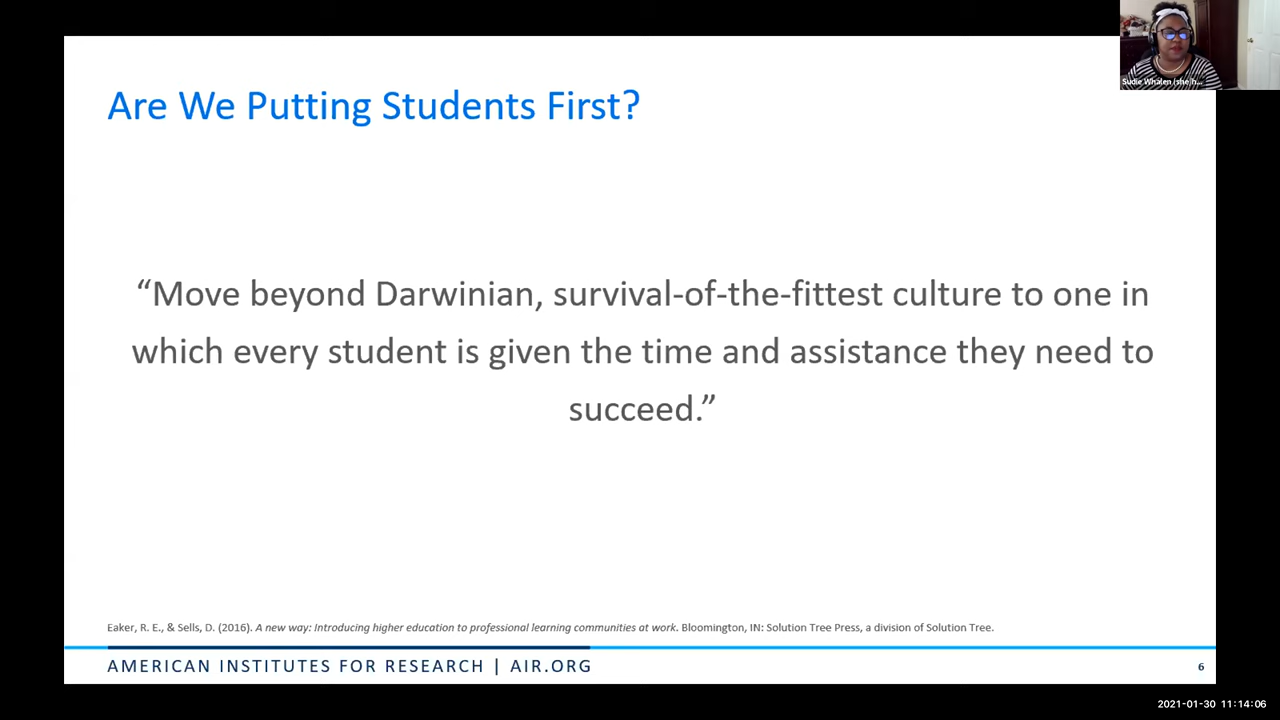 Sudie Whalen (she/h...
Are We Putting Students First?
“Move beyond Darwinian, survival-of-the-fittest culture to one in
which every student is given the time and assistance they need to
succeed.”
Eaker, R. E., & Sells, D. (2016). A new way: Introducing higher education to professional learning communities at work. Bloomington, IN: Solution Tree Press, a division of Solution Tree.
AMERICAN INSTITUTES FOR RESEARCH | AIR.ORG
6
2021-01-30 11:14:06